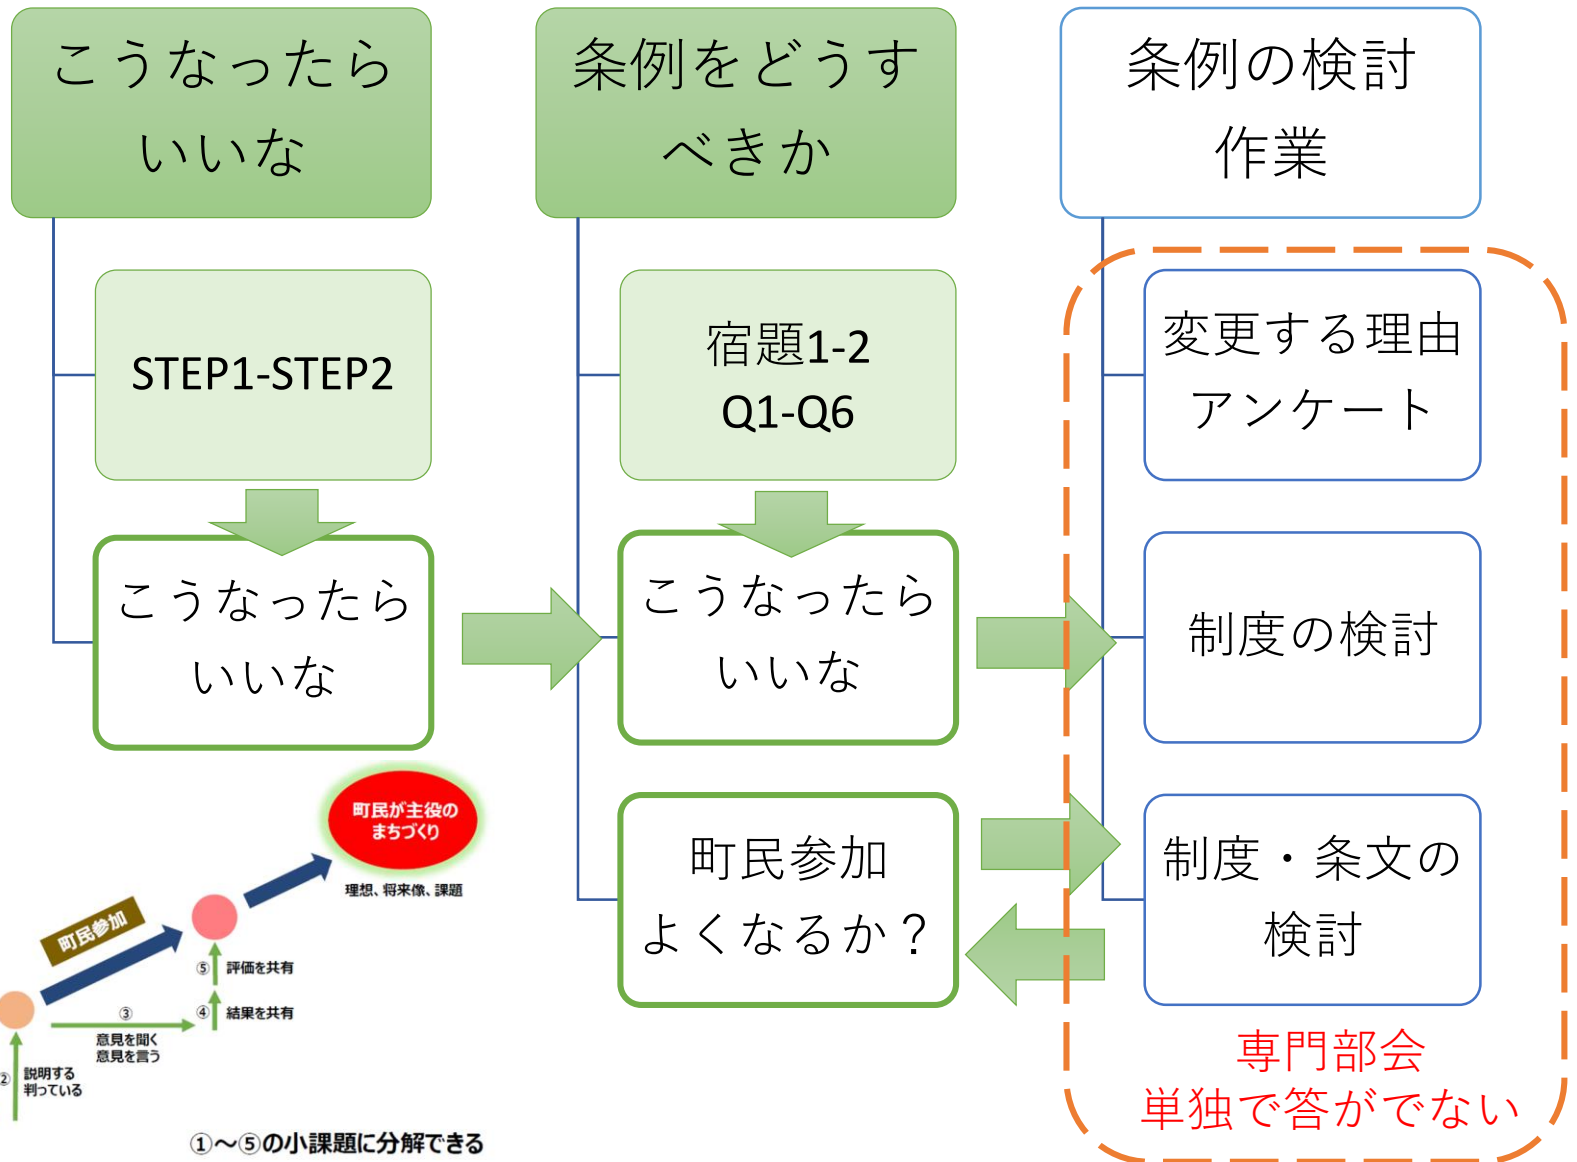 こうなったら
いいな
STEP1-STEP2
こうなったら
いいな
条例をどうす
べきか
宿題1-2
Q1-Q6
こうなったら
いいな
町民参加
よくなるか？
条例の検討
作業
変更する理由
アンケート
制度の検討
制度・条文の
検討
専門部会
単独で答がでない
町民が主役の
まちづくり
理想、将来像、課題
町民参加
⑤ 評価を共有
④ 結果を共有
③
意見を聞く
意見を言う
② 説明する
判っている
①～⑤の小課題に分解できる